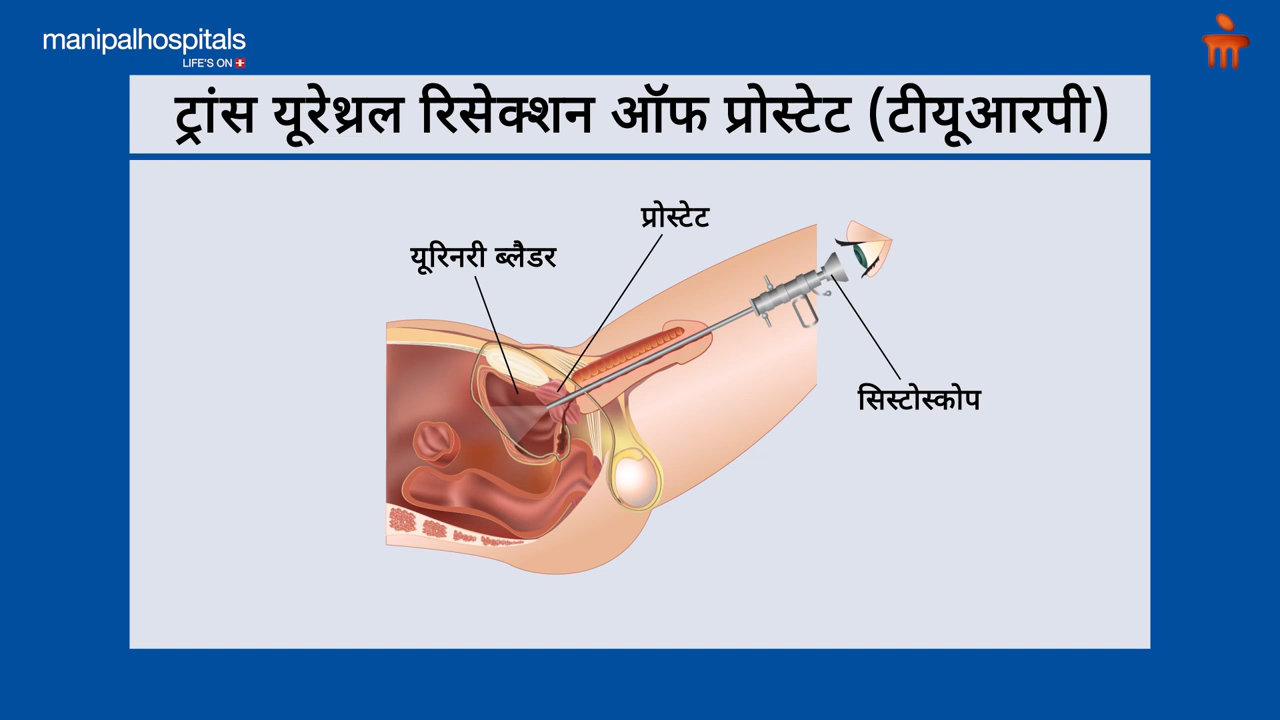 manipalhospitals
LIFE'S ON
ट्रांस यूरेथ्रल रिसेक्शन ऑफ प्रोस्टेट (टीयूआरपी)
प्रोस्टेट
यूरिनरी ब्लैडर
सिस्टोस्कोप